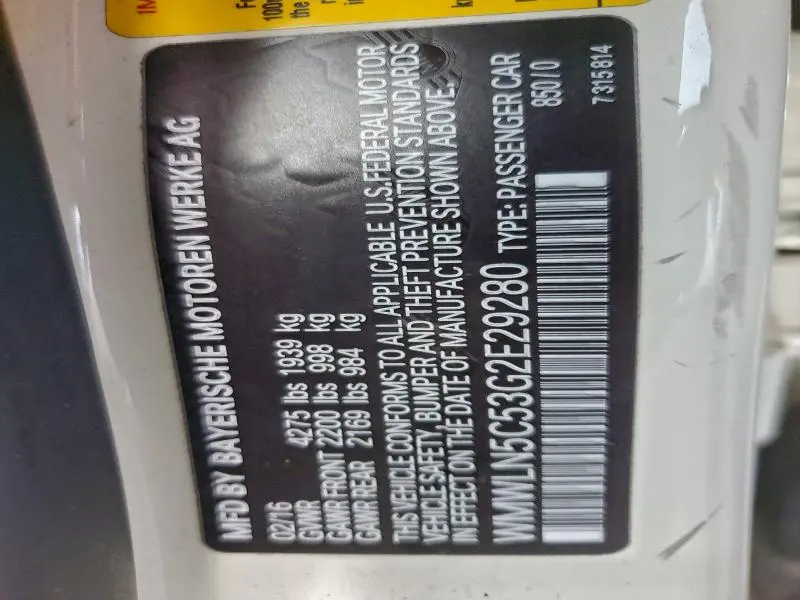 MFD BY BAYERISCHE MOTOREN WERKE AG
02/16
GVWR 4275 lbs 1939 kg
GAWR FRONT 2200 lbs 998 kg
GAWR REAR 2169 lbs 984 kg
THIS VEHICLE CONFORMS TO ALL APPLICABLE U.S. FEDERAL MOTOR
VEHICLE SAFETY, BUMPER AND THEFT PREVENTION STANDARDS
IN EFFECT ON THE DATE OF MANUFACTURE SHOWN ABOVE.
WMWLN5C53G2E29280 TYPE: PASSENGER CAR
850/0
7315814